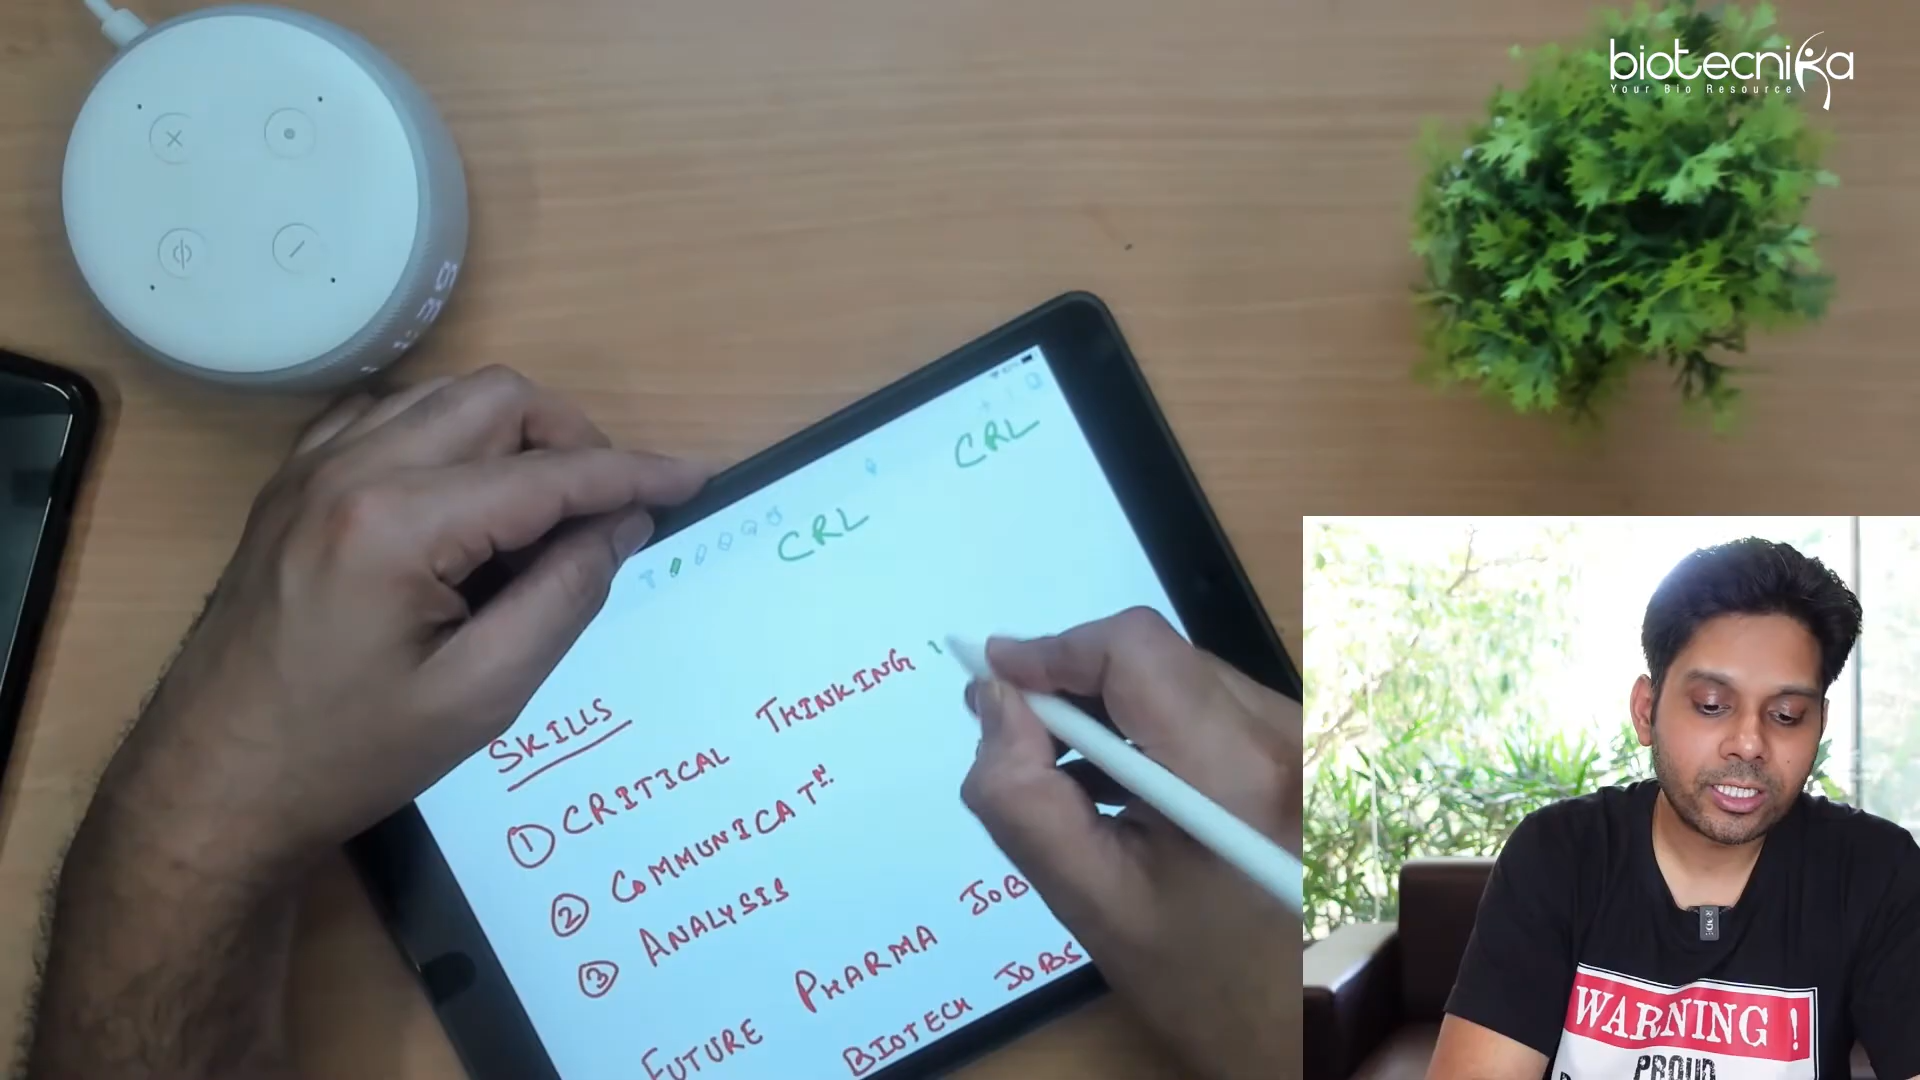 biotecnika
Your Bio Resource
CRL
CRL
SKILLS
① CRITICAL THINKING
② COMMUNICATN
③ ANALYSIS
FUTURE PHARMA JOB
BIOTECH JOBS
WARNING !
PROUD